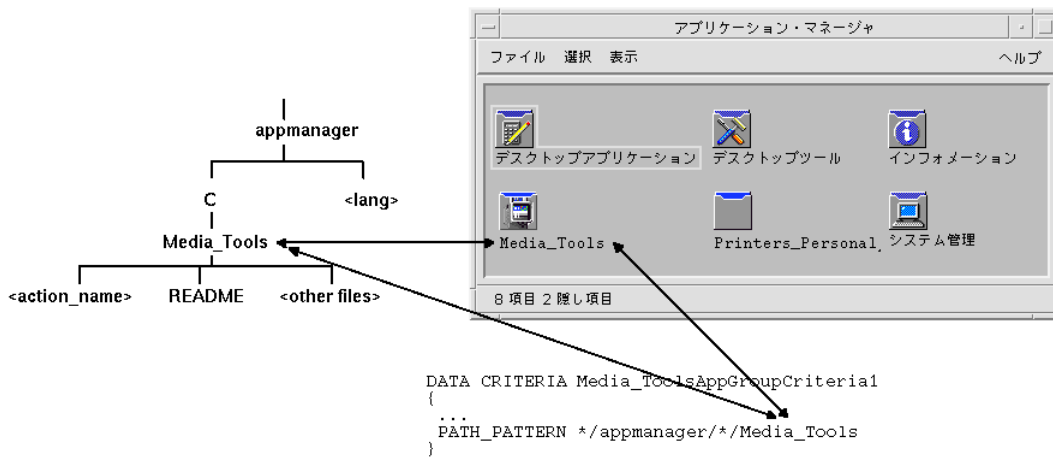 appmanager
C
<lang>
Media_Tools
<action_name> README <other files>
アプリケーション・マネージャ
ファイル 選択 表示 ヘルプ
デスクトップアプリケーション デスクトップツール インフォメーション
Media_Tools Printers_Personal システム管理
8 項目 2 隠し項目
DATA CRITERIA Media_ToolsAppGroupCriteria1
{
...
PATH_PATTERN */appmanager/*/Media_Tools
}